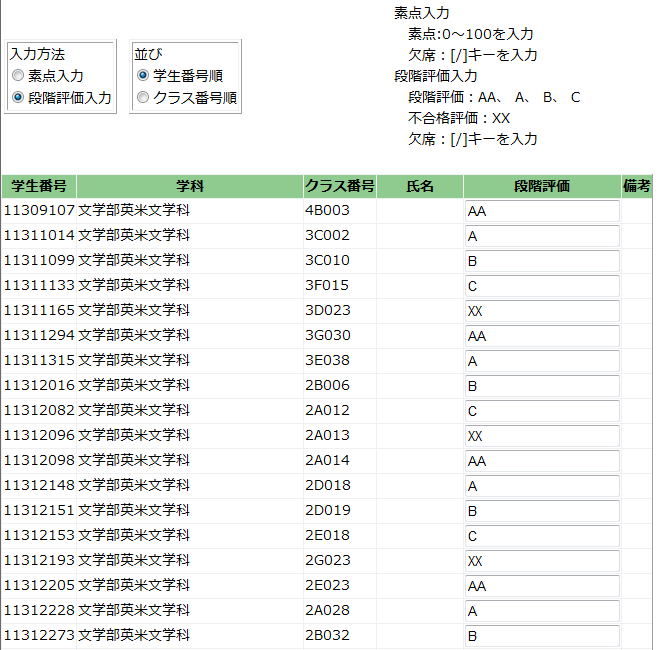 素点入力
素点:0～100を入力
欠席：[/]キーを入力
段階評価入力
段階評価：AA、 A、 B、 C
不合格評価：XX
欠席：[/]キーを入力
入力方法
素点入力
段階評価入力
並び
学生番号順
クラス番号順
学生番号 学科 クラス番号 氏名 段階評価 備考
11309107 文学部英米文学科 4B003 AA
11311014 文学部英米文学科 3C002 A
11311099 文学部英米文学科 3C010 B
11311133 文学部英米文学科 3F015 C
11311165 文学部英米文学科 3D023 XX
11311294 文学部英米文学科 3G030 AA
11311315 文学部英米文学科 3E038 A
11312016 文学部英米文学科 2B006 B
11312082 文学部英米文学科 2A012 C
11312096 文学部英米文学科 2A013 XX
11312098 文学部英米文学科 2A014 AA
11312148 文学部英米文学科 2D018 A
11312151 文学部英米文学科 2D019 B
11312153 文学部英米文学科 2E018 C
11312193 文学部英米文学科 2G023 XX
11312205 文学部英米文学科 2E023 AA
11312228 文学部英米文学科 2A028 A
11312273 文学部英米文学科 2B032 B